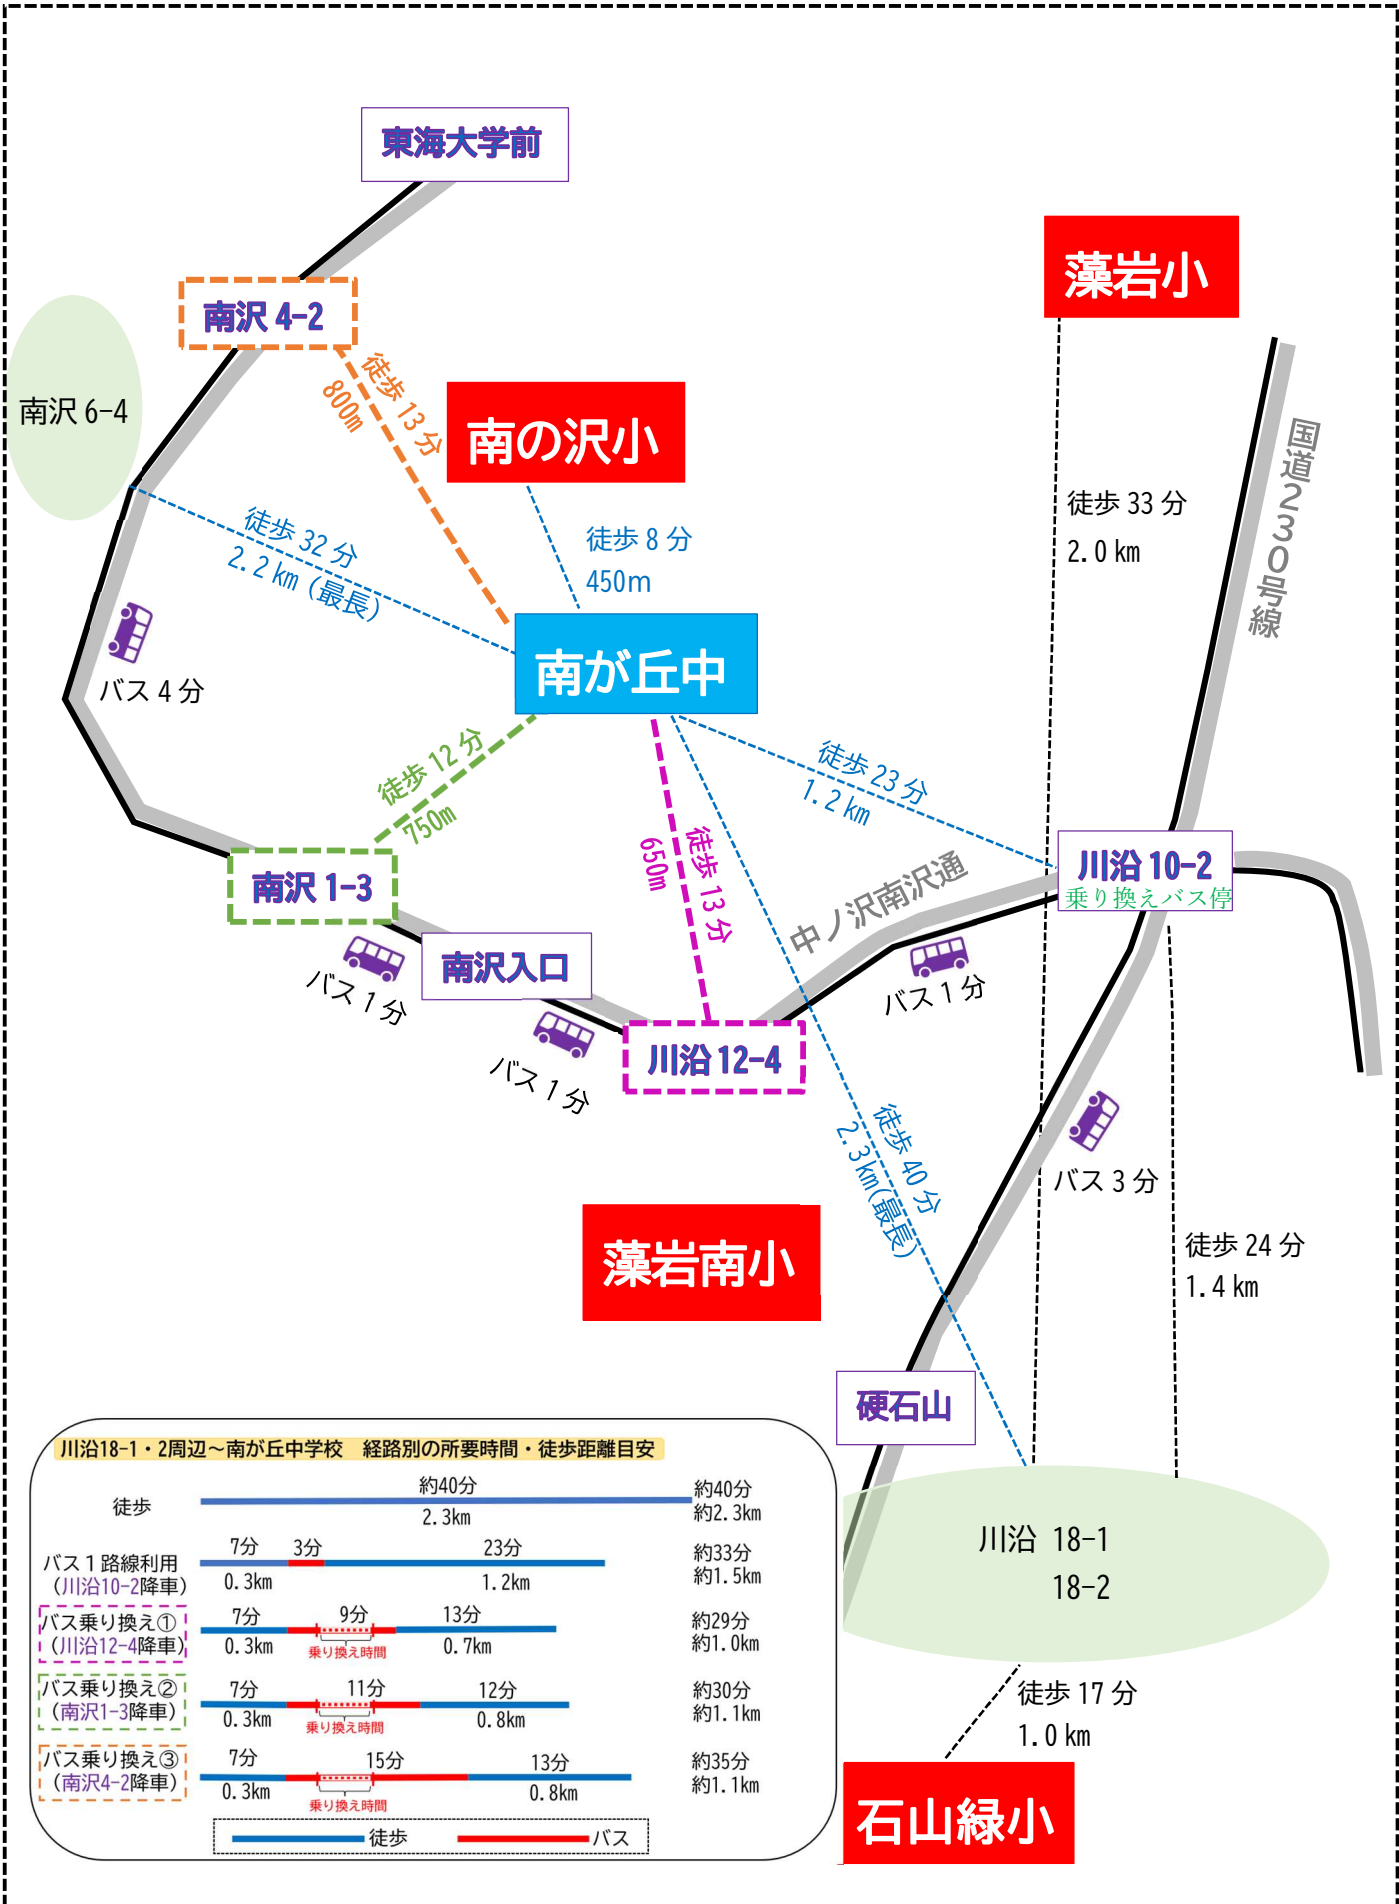 東海大学前
南沢 4-2
藻岩小
南沢 6-4
徒歩 13 分
800m
南の沢小
国道230号線
徒歩 33 分
2.0 km
徒歩 32 分
2.2 km (最長)
徒歩 8 分
450m
南が丘中
バス 4 分
徒歩 12 分
750m
徒歩 13 分
650m
徒歩 23 分
1.2 km
川沿 10-2
乗り換えバス停
中ノ沢南沢通
南沢 1-3
南沢入口
バス 1 分
バス 1 分
バス 1 分
川沿 12-4
徒歩 40 分
2.3km(最長)
バス 3 分
藻岩南小
徒歩 24 分
1.4 km
硬石山
川沿 18-1
18-2
徒歩 17 分
1.0 km
石山緑小
川沿18-1・2周辺～南が丘中学校 経路別の所要時間・徒歩距離目安
徒歩
約40分
2.3km
約40分
約2.3km
バス1路線利用
(川沿10-2降車)
7分 3分 23分
0.3km 1.2km
約33分
約1.5km
バス乗り換え①
(川沿12-4降車)
7分 9分 13分
0.3km 乗り換え時間 0.7km
約29分
約1.0km
バス乗り換え②
(南沢1-3降車)
7分 11分 12分
0.3km 乗り換え時間 0.8km
約30分
約1.1km
バス乗り換え③
(南沢4-2降車)
7分 15分 13分
0.3km 乗り換え時間 0.8km
約35分
約1.1km
徒歩 バス